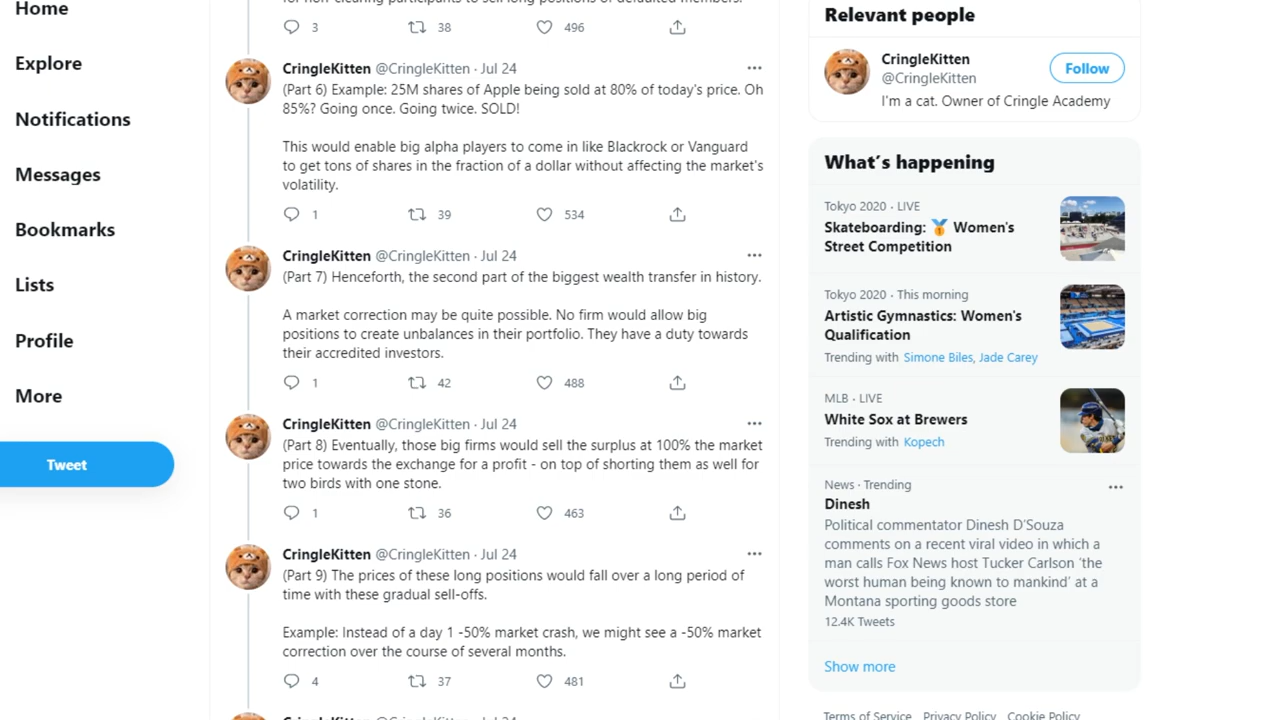 Home
Explore
Notifications
Messages
Bookmarks
Lists
Profile
More
Tweet
3 38 496
CringleKitten @CringleKitten · Jul 24
(Part 6) Example: 25M shares of Apple being sold at 80% of today's price. Oh
85%? Going once. Going twice. SOLD!
This would enable big alpha players to come in like Blackrock or Vanguard
to get tons of shares in the fraction of a dollar without affecting the market's
volatility.
1 39 534
CringleKitten @CringleKitten · Jul 24
(Part 7) Henceforth, the second part of the biggest wealth transfer in history.
A market correction may be quite possible. No firm would allow big
positions to create unbalances in their portfolio. They have a duty towards
their accredited investors.
1 42 488
CringleKitten @CringleKitten · Jul 24
(Part 8) Eventually, those big firms would sell the surplus at 100% the market
price towards the exchange for a profit - on top of shorting them as well for
two birds with one stone.
1 36 463
CringleKitten @CringleKitten · Jul 24
(Part 9) The prices of these long positions would fall over a long period of
time with these gradual sell-offs.
Example: Instead of a day 1 -50% market crash, we might see a -50% market
correction over the course of several months.
4 37 481
CringleKitten @CringleKitten · Jul 24
Relevant people
CringleKitten
@CringleKitten
Follow
I'm a cat. Owner of Cringle Academy
What's happening
Tokyo 2020 · LIVE
Skateboarding: 🥇 Women's
Street Competition
Tokyo 2020 · This morning
Artistic Gymnastics: Women's
Qualification
Trending with Simone Biles, Jade Carey
MLB · LIVE
White Sox at Brewers
Trending with Kopech
News · Trending
Dinesh
Political commentator Dinesh D'Souza
comments on a recent viral video in which a
man calls Fox News host Tucker Carlson 'the
worst human being known to mankind' at a
Montana sporting goods store
12.4K Tweets
Show more
Terms of Service Privacy Policy Cookie Policy